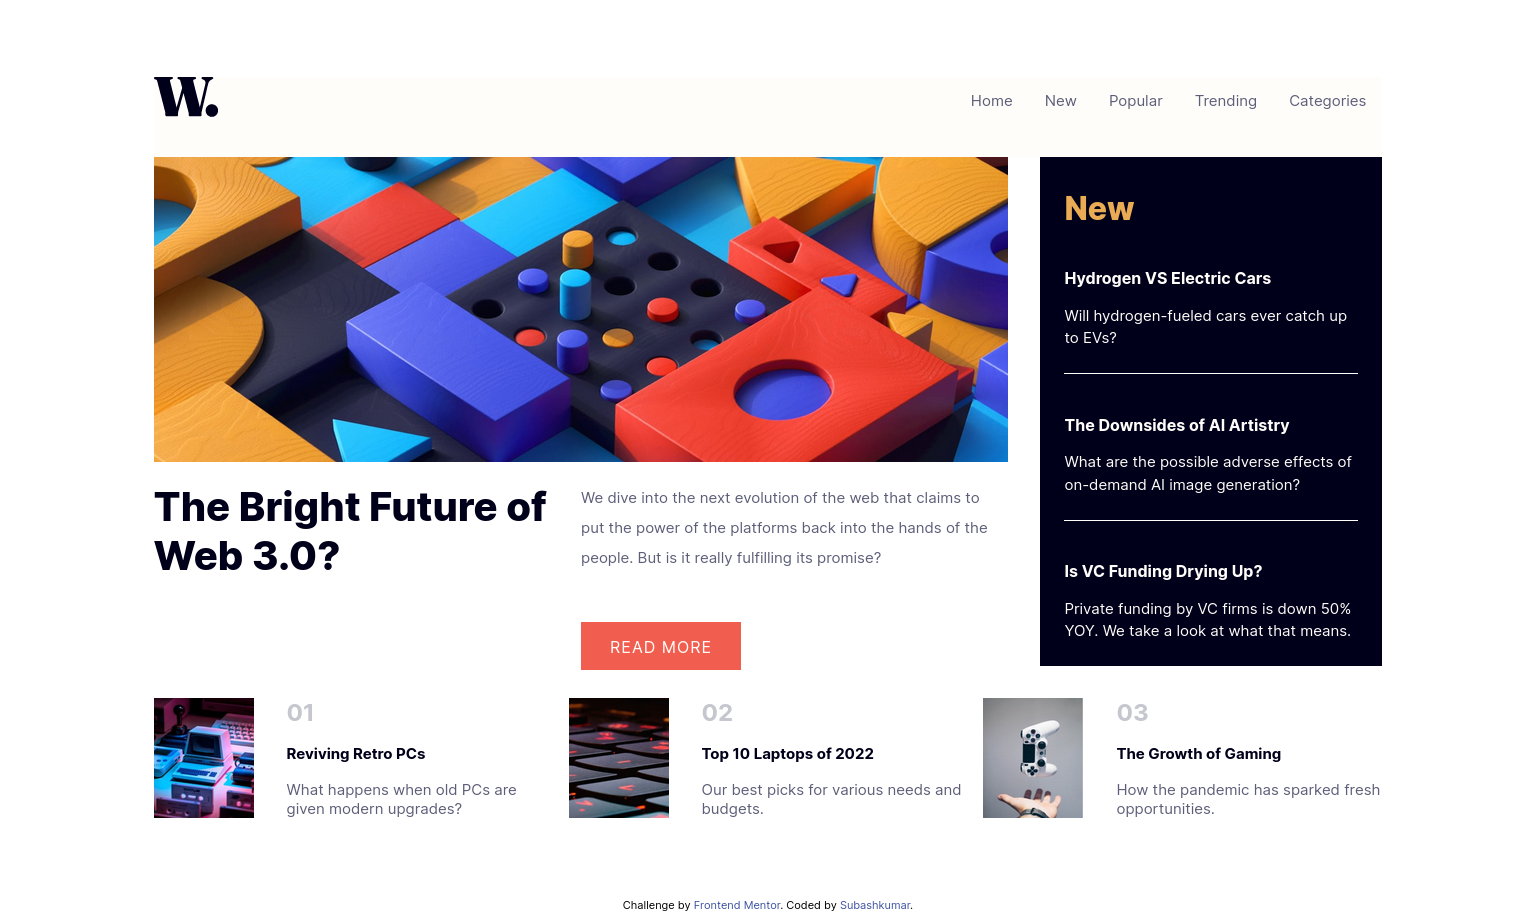 W.
Home New Popular Trending Categories
The Bright Future of
Web 3.0?
We dive into the next evolution of the web that claims to
put the power of the platforms back into the hands of the
people. But is it really fulfilling its promise?
READ MORE
New
Hydrogen VS Electric Cars
Will hydrogen-fueled cars ever catch up
to EVs?
The Downsides of AI Artistry
What are the possible adverse effects of
on-demand AI image generation?
Is VC Funding Drying Up?
Private funding by VC firms is down 50%
YOY. We take a look at what that means.
01
Reviving Retro PCs
What happens when old PCs are
given modern upgrades?
02
Top 10 Laptops of 2022
Our best picks for various needs and
budgets.
03
The Growth of Gaming
How the pandemic has sparked fresh
opportunities.
Challenge by Frontend Mentor. Coded by Subashkumar.